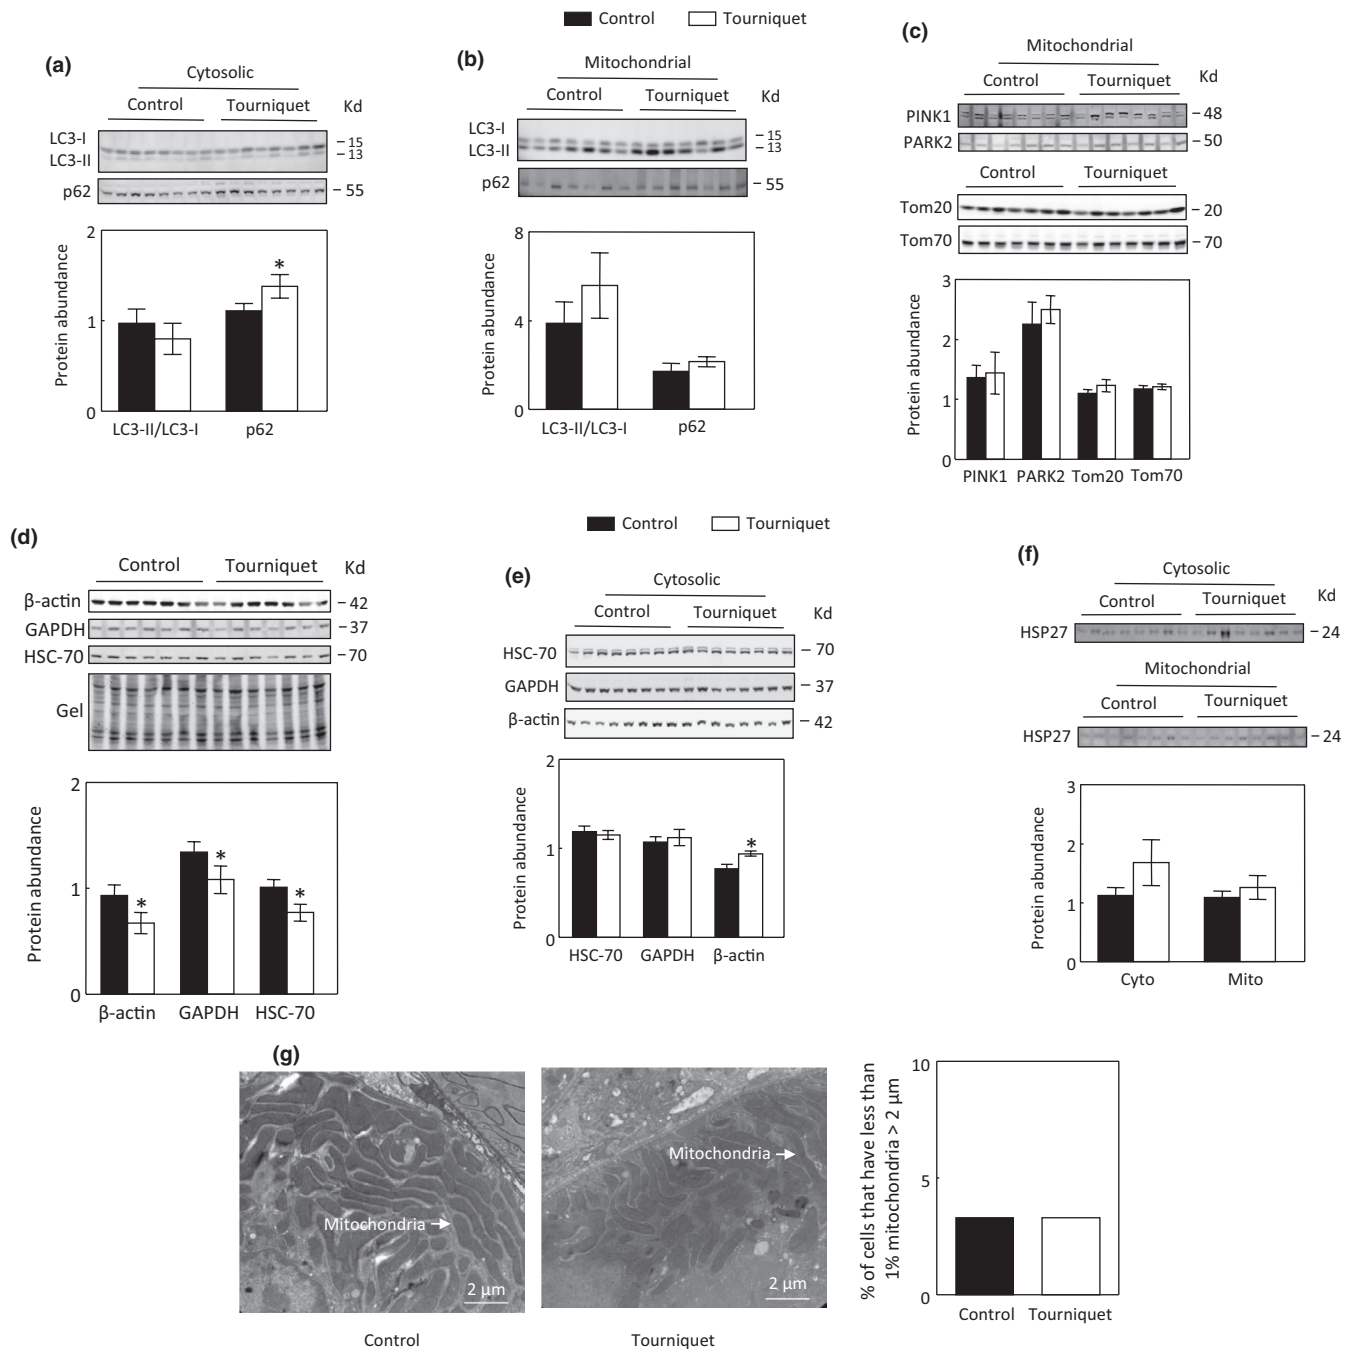 Control Tourniquet
(a)
Cytosolic
Control Tourniquet Kd
LC3-I
LC3-II
– 15
– 13
p62 – 55
Protein abundance
2
1
0
*
LC3-II/LC3-I p62
(b)
Mitochondrial
Control Tourniquet Kd
LC3-I
LC3-II
– 15
– 13
p62 – 55
Protein abundance
8
4
0
LC3-II/LC3-I p62
(c)
Mitochondrial
Control Tourniquet Kd
PINK1 – 48
PARK2 – 50
Control Tourniquet
Tom20 – 20
Tom70 – 70
Protein abundance
3
2
1
0
PINK1 PARK2 Tom20 Tom70
Control Tourniquet
(d)
Control Tourniquet Kd
β-actin – 42
GAPDH – 37
HSC-70 – 70
Gel
Protein abundance
2
1
0
* * *
β-actin GAPDH HSC-70
(e)
Cytosolic
Control Tourniquet Kd
HSC-70 – 70
GAPDH – 37
β-actin – 42
Protein abundance
2
1
0
*
HSC-70 GAPDH β-actin
(f)
Cytosolic
Control Tourniquet Kd
HSP27 – 24
Mitochondrial
Control Tourniquet
HSP27 – 24
Protein abundance
3
2
1
0
Cyto Mito
(g)
Mitochondria
2 µm
Control
Mitochondria
2 µm
Tourniquet
% of cells that have less than
1% mitochondria > 2 µm
10
5
0
Control Tourniquet